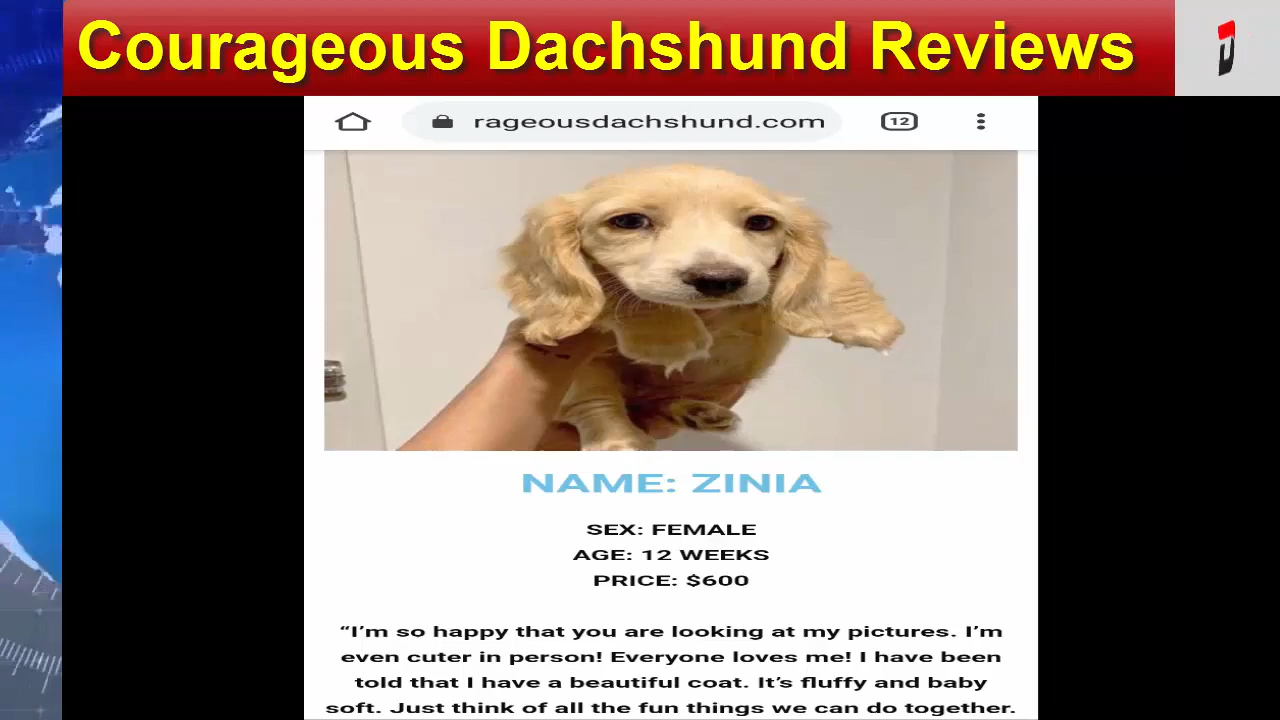 Courageous Dachshund Reviews
D
rageousdachshund.com
12
NAME: ZINIA
SEX: FEMALE
AGE: 12 WEEKS
PRICE: $600
“I’m so happy that you are looking at my pictures. I’m
even cuter in person! Everyone loves me! I have been
told that I have a beautiful coat. It’s fluffy and baby
soft. Just think of all the fun things we can do together.